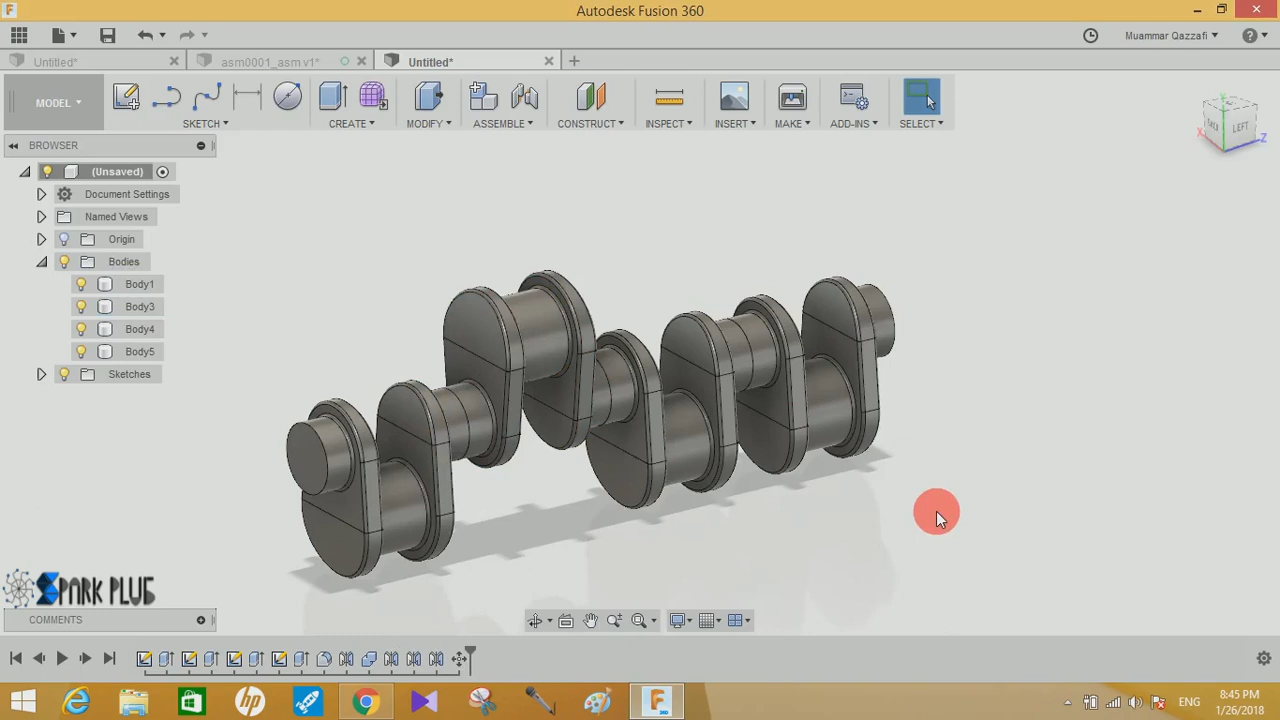 Autodesk Fusion 360
Muammar Qazzafi
Untitled*
asm0001_asm v1*
Untitled*
MODEL
SKETCH
CREATE
MODIFY
ASSEMBLE
CONSTRUCT
INSPECT
INSERT
MAKE
ADD-INS
SELECT
BROWSER
(Unsaved)
Document Settings
Named Views
Origin
Bodies
Body1
Body3
Body4
Body5
Sketches
LEFT
X
Z
SPARK PLUG
COMMENTS
ENG
8:45 PM
1/26/2018